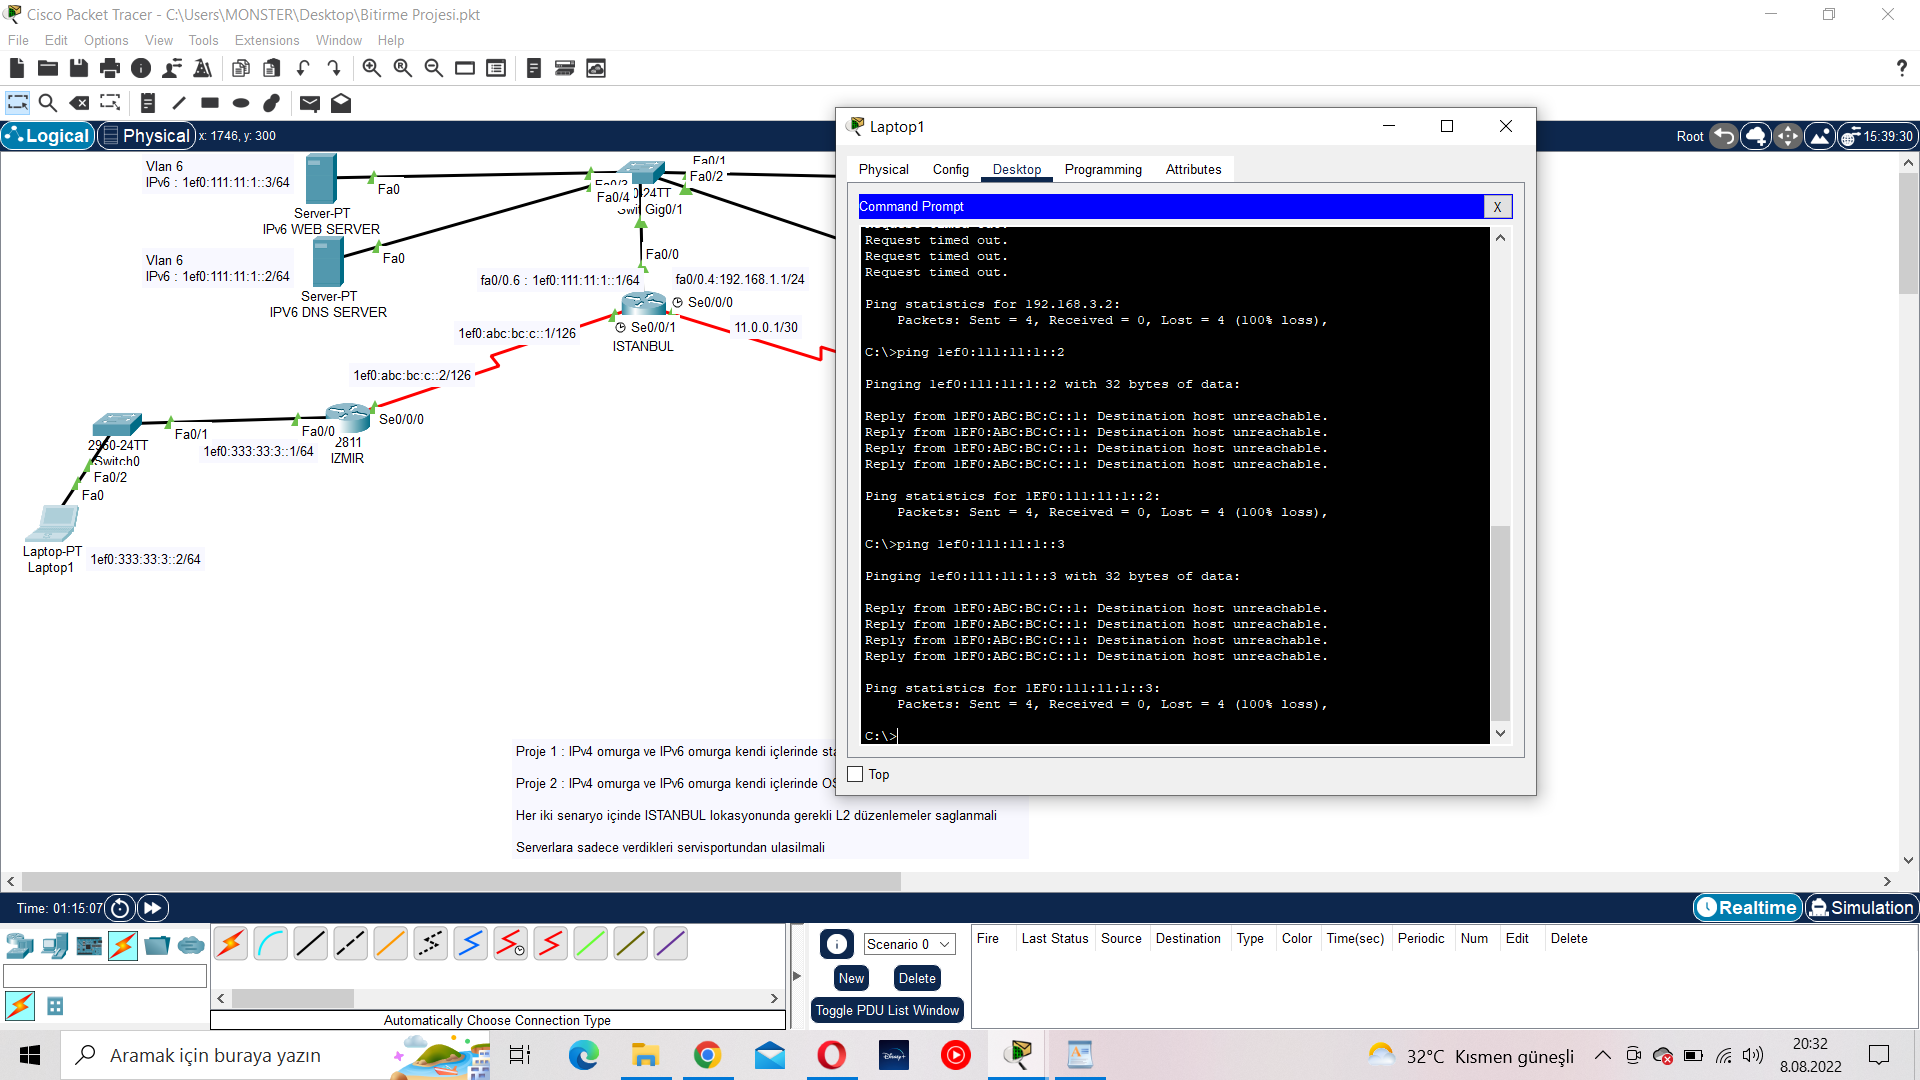 Cisco Packet Tracer - C:\Users\MONSTER\Desktop\Bitirme Projesi.pkt
File Edit Options View Tools Extensions Window Help
Logical Physical x: 1746, y: 300
Root 15:39:30
Vlan 6
IPv6 : 1ef0:111:11:1::3/64
Fa0
Server-PT
IPv6 WEB SERVER
Vlan 6
IPv6 : 1ef0:111:11:1::2/64
Fa0
Server-PT
IPV6 DNS SERVER
Fa0/1
Fa0/2
Fa0/3
Fa0/4
Gig0/1
Fa0/0
fa0/0.6 : 1ef0:111:11:1::1/64
fa0/0.4:192.168.1.1/24
Se0/0/0
Se0/0/1
ISTANBUL
11.0.0.1/30
1ef0:abc:bc:c::1/126
1ef0:abc:bc:c::2/126
Se0/0/0
Fa0/0
2811
IZMIR
1ef0:333:33:3::1/64
Fa0/1
2950-24TT
Switch0
Fa0/2
Fa0
Laptop-PT
Laptop1
1ef0:333:33:3::2/64
Proje 1 : IPv4 omurga ve IPv6 omurga kendi içlerinde sta
Proje 2 : IPv4 omurga ve IPv6 omurga kendi içlerinde OS
Her iki senaryo içinde ISTANBUL lokasyonunda gerekli L2 düzenlemeler saglanmali
Serverlara sadece verdikleri servisportundan ulasilmali
Laptop1
Physical Config Desktop Programming Attributes
Command Prompt
X
Request timed out.
Request timed out.
Request timed out.
Request timed out.
Ping statistics for 192.168.3.2:
Packets: Sent = 4, Received = 0, Lost = 4 (100% loss),
C:\>ping 1ef0:111:11:1::2
Pinging 1ef0:111:11:1::2 with 32 bytes of data:
Reply from 1EF0:ABC:BC:C::1: Destination host unreachable.
Reply from 1EF0:ABC:BC:C::1: Destination host unreachable.
Reply from 1EF0:ABC:BC:C::1: Destination host unreachable.
Reply from 1EF0:ABC:BC:C::1: Destination host unreachable.
Ping statistics for 1EF0:111:11:1::2:
Packets: Sent = 4, Received = 0, Lost = 4 (100% loss),
C:\>ping 1ef0:111:11:1::3
Pinging 1ef0:111:11:1::3 with 32 bytes of data:
Reply from 1EF0:ABC:BC:C::1: Destination host unreachable.
Reply from 1EF0:ABC:BC:C::1: Destination host unreachable.
Reply from 1EF0:ABC:BC:C::1: Destination host unreachable.
Reply from 1EF0:ABC:BC:C::1: Destination host unreachable.
Ping statistics for 1EF0:111:11:1::3:
Packets: Sent = 4, Received = 0, Lost = 4 (100% loss),
C:\>
Top
Time: 01:15:07
Realtime Simulation
Automatically Choose Connection Type
Scenario 0
New Delete
Toggle PDU List Window
Fire Last Status Source Destination Type Color Time(sec) Periodic Num Edit Delete
Aramak için buraya yazın
Disney+
32°C Kısmen güneşli
20:32
8.08.2022